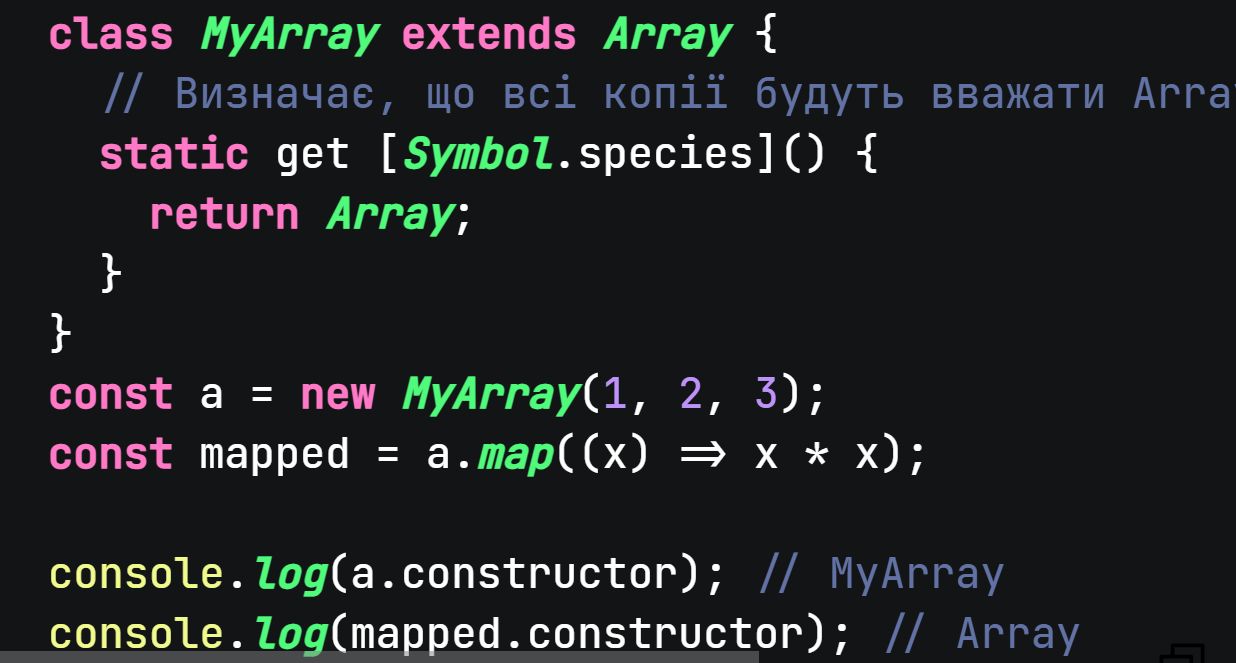 class MyArray extends Array {
// Визначає, що всі копії будуть вважати
static get [Symbol.species]() {
return Array;
}
}
const a = new MyArray(1, 2, 3);
const mapped = a.map((x) => x * x);
console.log(a.constructor); // MyArray
console.log(mapped.constructor); // Array